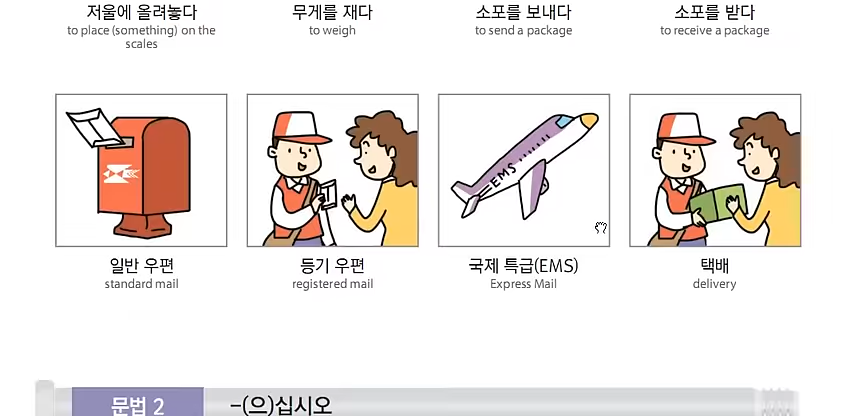 저울에 올려놓다 무게를 재다 소포를 보내다 소포를 받다
to place (something) on the scales to weigh to send a package to receive a package
EMS
일반 우편 등기 우편 국제 특급(EMS) 택배
standard mail registered mail Express Mail delivery
문법 2 -(으)십시오